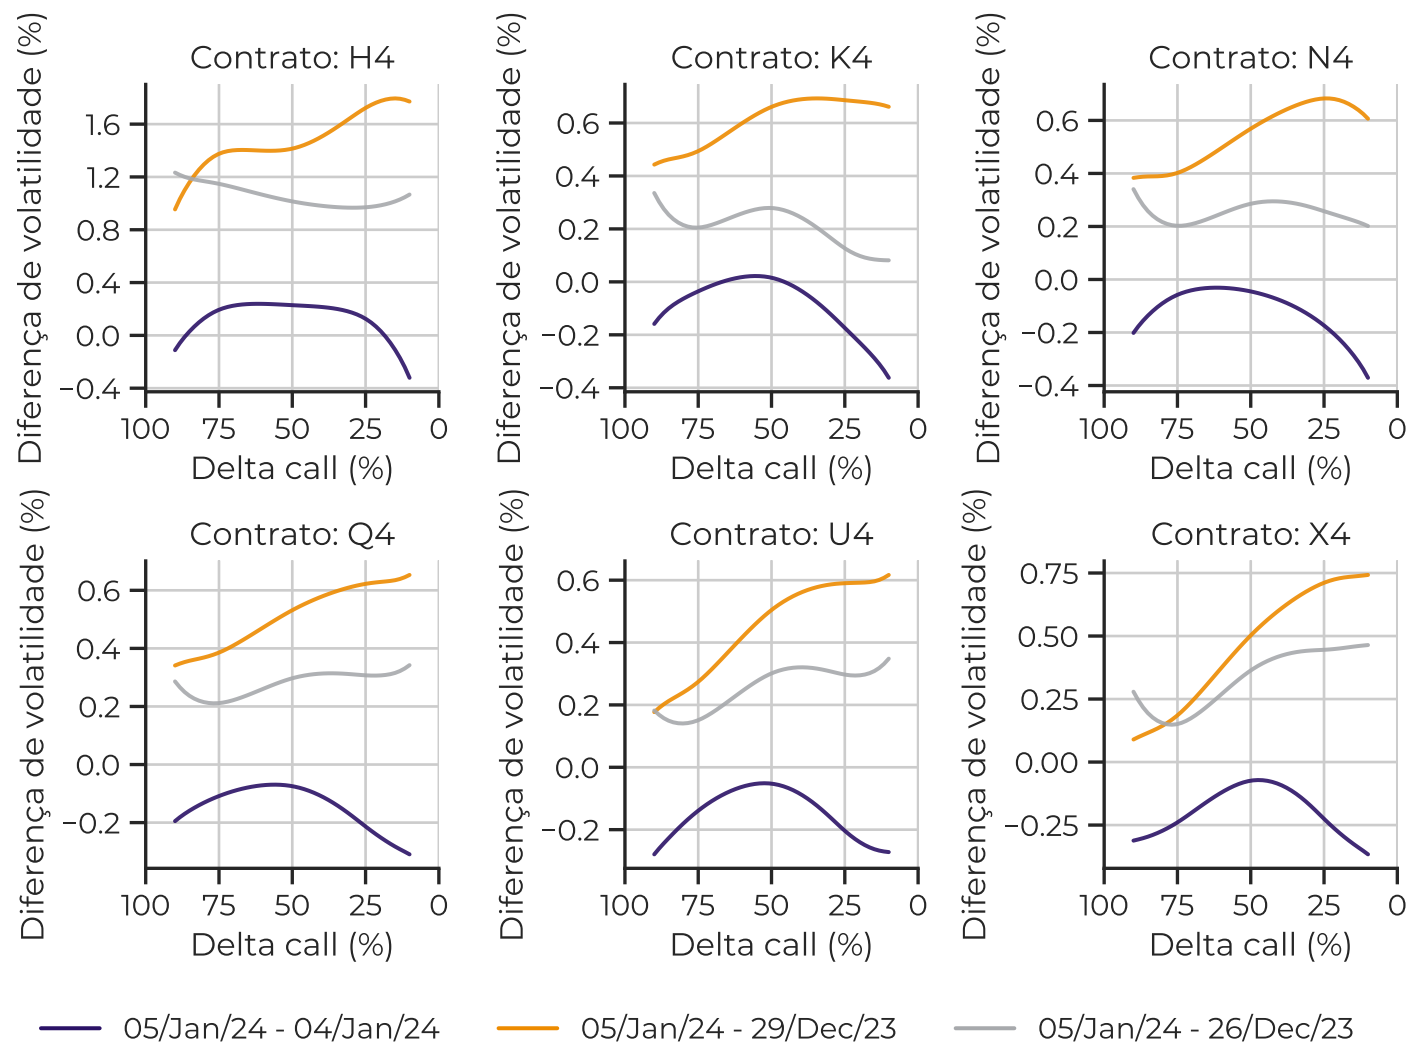 Contrato: H4
Diferença de volatilidade (%)
1.6
1.2
0.8
0.4
0.0
−0.4
100 75 50 25 0
Delta call (%)
Contrato: K4
Diferença de volatilidade (%)
0.6
0.4
0.2
0.0
−0.2
−0.4
100 75 50 25 0
Delta call (%)
Contrato: N4
Diferença de volatilidade (%)
0.6
0.4
0.2
0.0
−0.2
−0.4
100 75 50 25 0
Delta call (%)
Contrato: Q4
Diferença de volatilidade (%)
0.6
0.4
0.2
0.0
−0.2
100 75 50 25 0
Delta call (%)
Contrato: U4
Diferença de volatilidade (%)
0.6
0.4
0.2
0.0
−0.2
100 75 50 25 0
Delta call (%)
Contrato: X4
Diferença de volatilidade (%)
0.75
0.50
0.25
0.00
−0.25
100 75 50 25 0
Delta call (%)
05/Jan/24 - 04/Jan/24
05/Jan/24 - 29/Dec/23
05/Jan/24 - 26/Dec/23